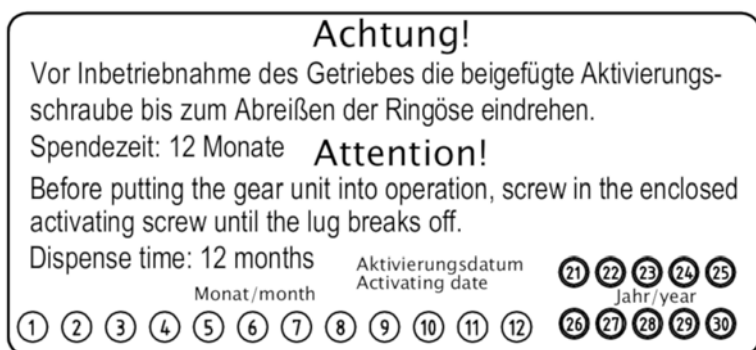 Achtung!
Vor Inbetriebnahme des Getriebes die beigefügte Aktivierungs-
schraube bis zum Abreißen der Ringöse eindrehen.
Spendezeit: 12 Monate Attention!
Before putting the gear unit into operation, screw in the enclosed
activating screw until the lug breaks off.
Dispense time: 12 months
Aktivierungsdatum
Activating date
21 22 23 24 25
Monat/month
Jahr/year
1 2 3 4 5 6 7 8 9 10 11 12
26 27 28 29 30